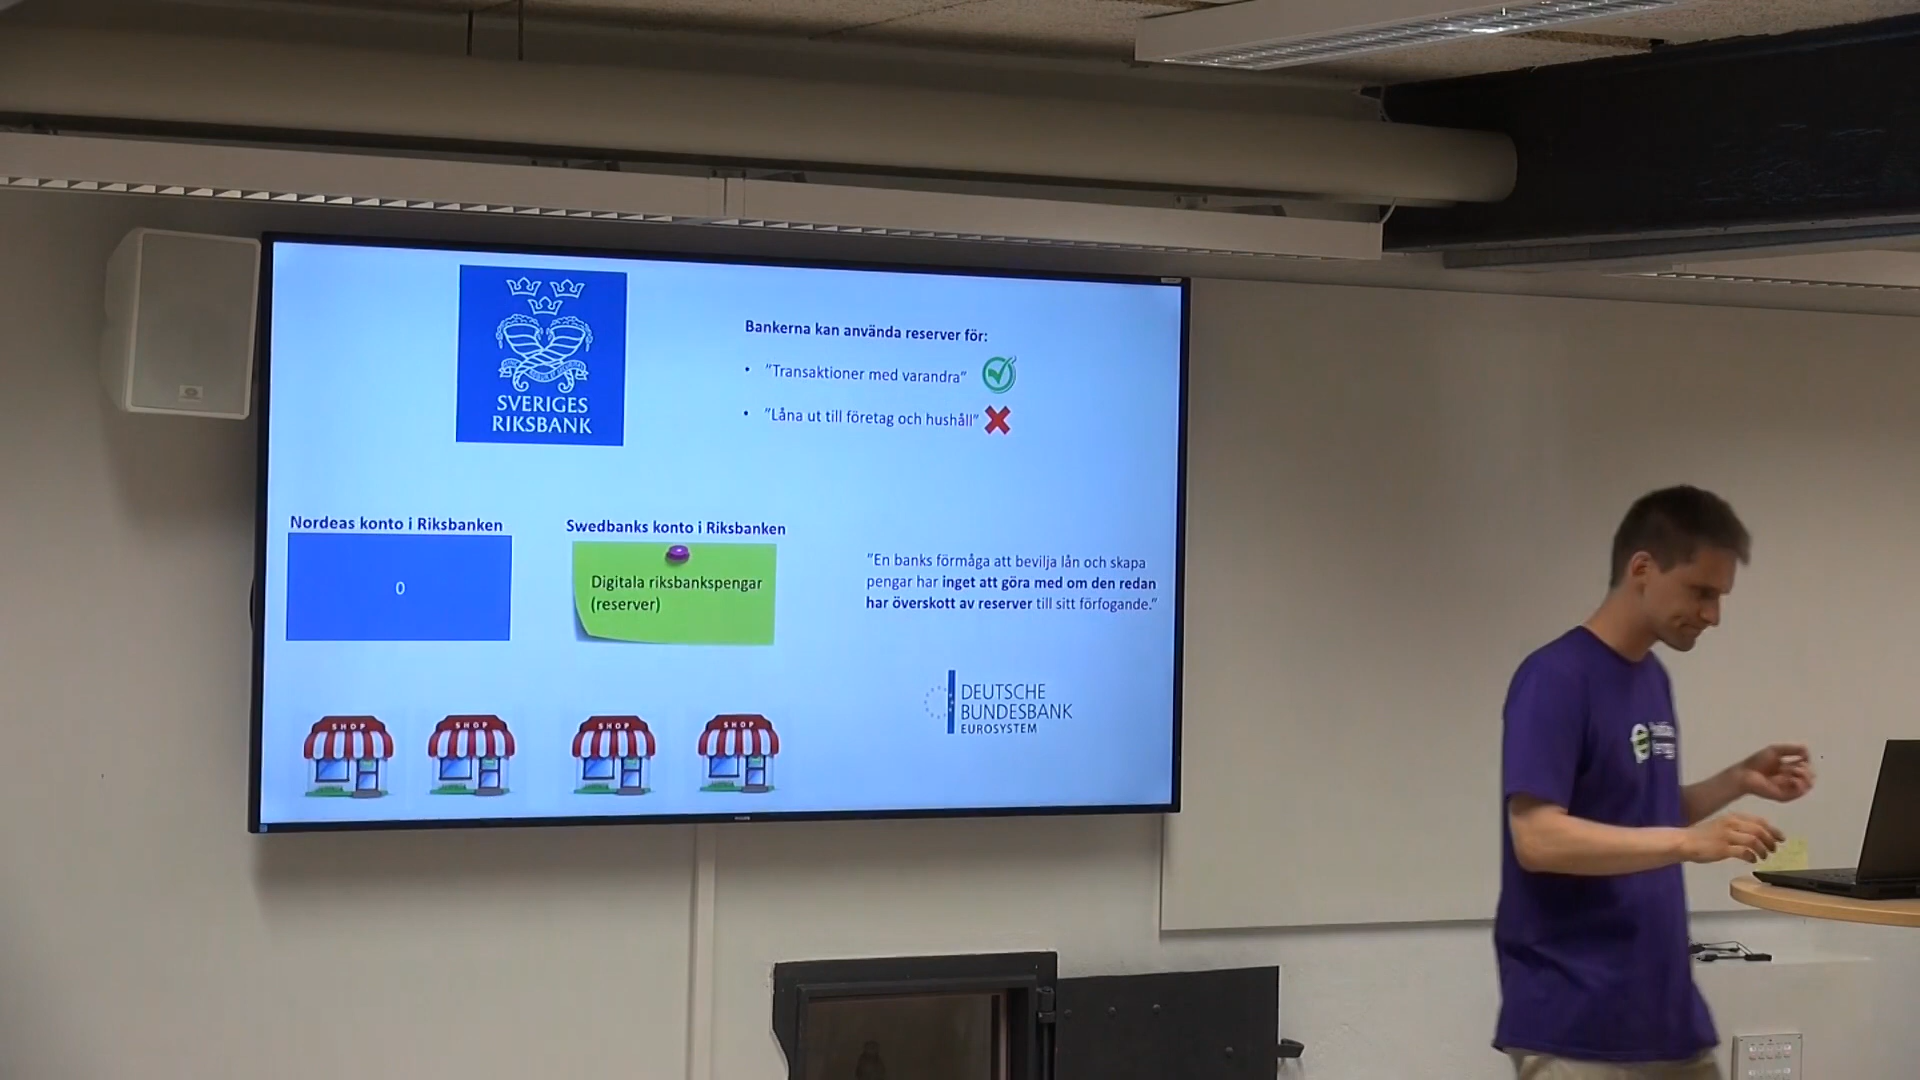 SVERIGES
RIKSBANK
Bankerna kan använda reserver för:
• "Transaktioner med varandra"
• "Låna ut till företag och hushåll"
Nordeas konto i Riksbanken
0
Swedbanks konto i Riksbanken
Digitala riksbankspengar
(reserver)
"En banks förmåga att bevilja lån och skapa
pengar har inget att göra med om den redan
har överskott av reserver till sitt förfogande."
DEUTSCHE
BUNDESBANK
EUROSYSTEM
SHOP
SHOP
SHOP
SHOP